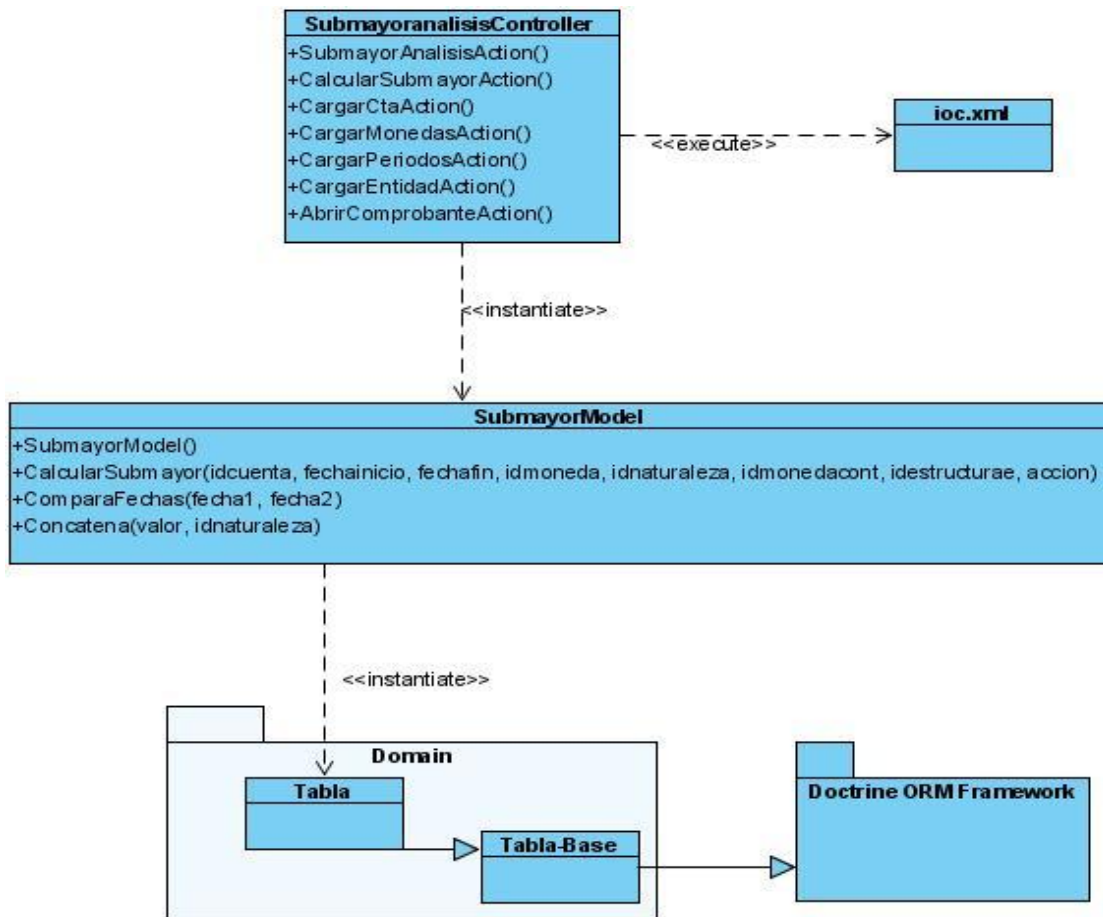 SubmayoranalisisController
+SubmayorAnalisisAction()
+CalcularSubmayorAction()
+CargarCtaAction()
+CargarMonedasAction()
+CargarPeriodosAction()
+CargarEntidadAction()
+AbrirComprobanteAction()
ioc.xml
<<execute>>
<<instantiate>>
SubmayorModel
+SubmayorModel()
+CalcularSubmayor(idcuenta, fechainicio, fechafin, idmoneda, idnaturaleza, idmonedacont, idestructurae, accion)
+ComparaFechas(fecha1, fecha2)
+Concatena(valor, idnaturaleza)
<<instantiate>>
Domain
Tabla
Tabla-Base
Doctrine ORM Framework